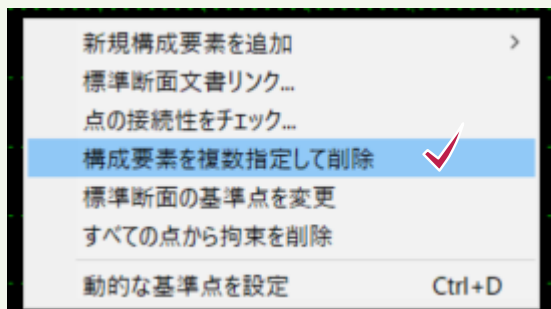 新規構成要素を追加
標準断面文書リンク...
点の接続性をチェック...
構成要素を複数指定して削除
標準断面の基準点を変更
すべての点から拘束を削除
動的な基準点を設定 Ctrl+D